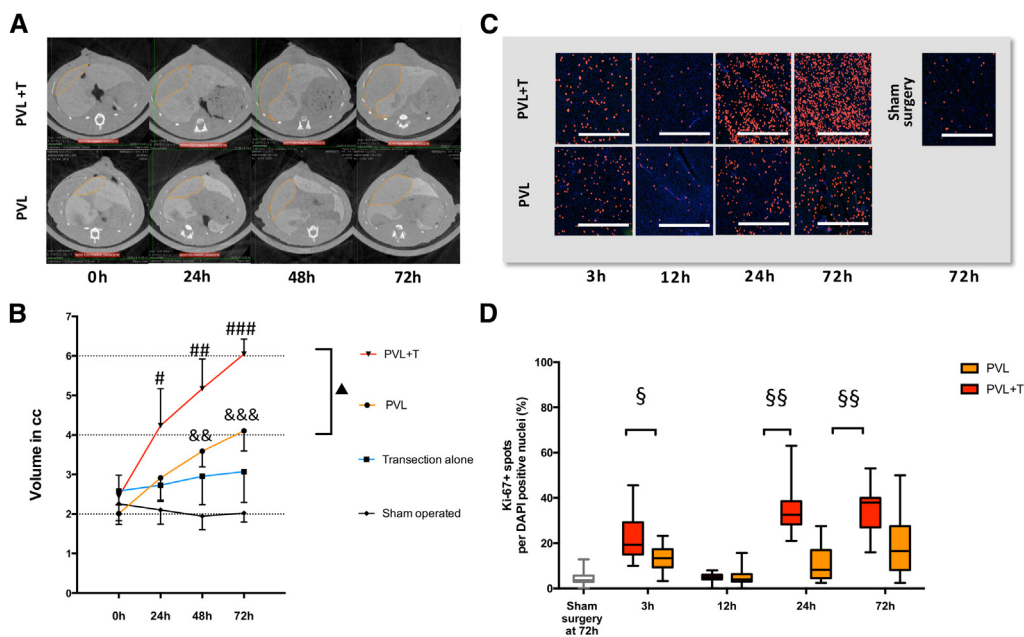 A
PVL +T
PVL
0h 24h 48h 72h
B
Volume in cc
7
6
5
4
3
2
1
0
#
##
###
&&
&&&
▲
PVL+T
PVL
Transection alone
Sham operated
0h 24h 48h 72h
C
PVL+T
PVL
Sham
surgery
3h 12h 24h 72h 72h
D
Ki-67+ spots
per DAPI positive nuclei (%)
100
80
60
40
20
0
§ §§ §§
PVL
PVL+T
Sham
surgery
at 72h
3h 12h 24h 72h